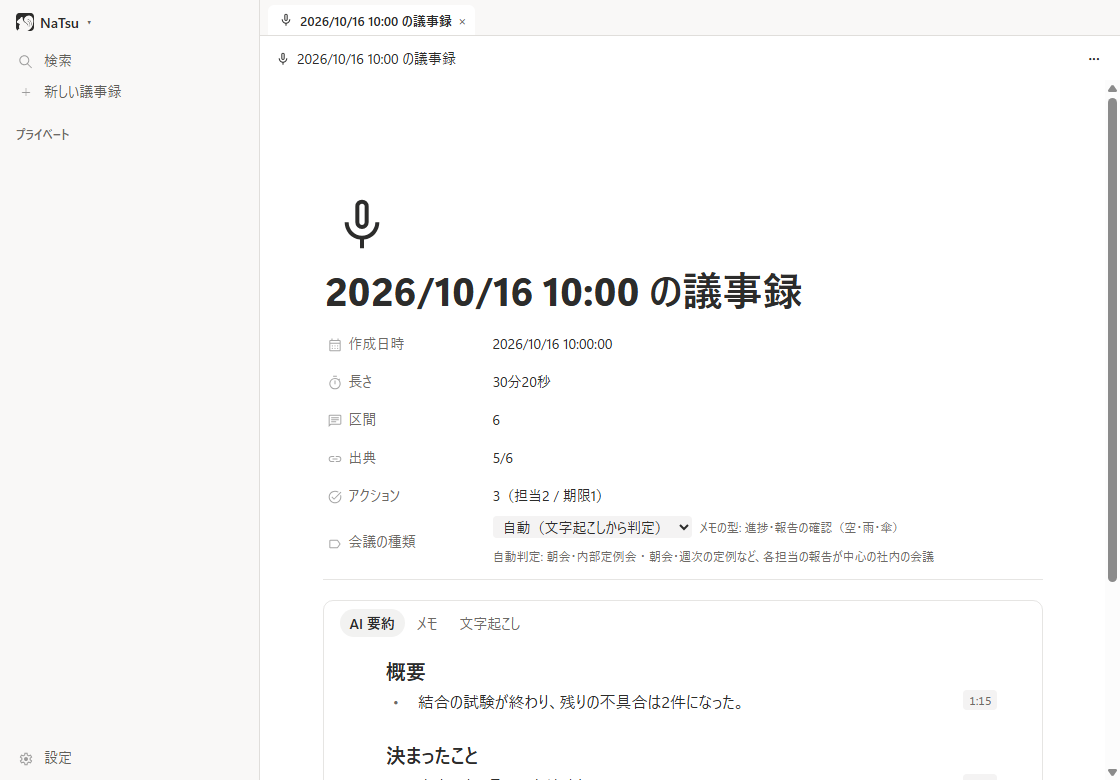 NaTsu
検索
新しい議事録
プライベート
設定
2026/10/16 10:00 の議事録 ×
2026/10/16 10:00 の議事録
2026/10/16 10:00 の議事録
作成日時 2026/10/16 10:00:00
長さ 30分20秒
区間 6
出典 5/6
アクション 3（担当2 / 期限1）
会議の種類 自動（文字起こしから判定） メモの型: 進捗・報告の確認（空・雨・傘）
自動判定: 朝会・内部定例会 ・ 朝会・週次の定例など、各担当の報告が中心の社内の会議
AI 要約 メモ 文字起こし
概要
• 結合の試験が終わり、残りの不具合は2件になった。 1:15
決まったこと